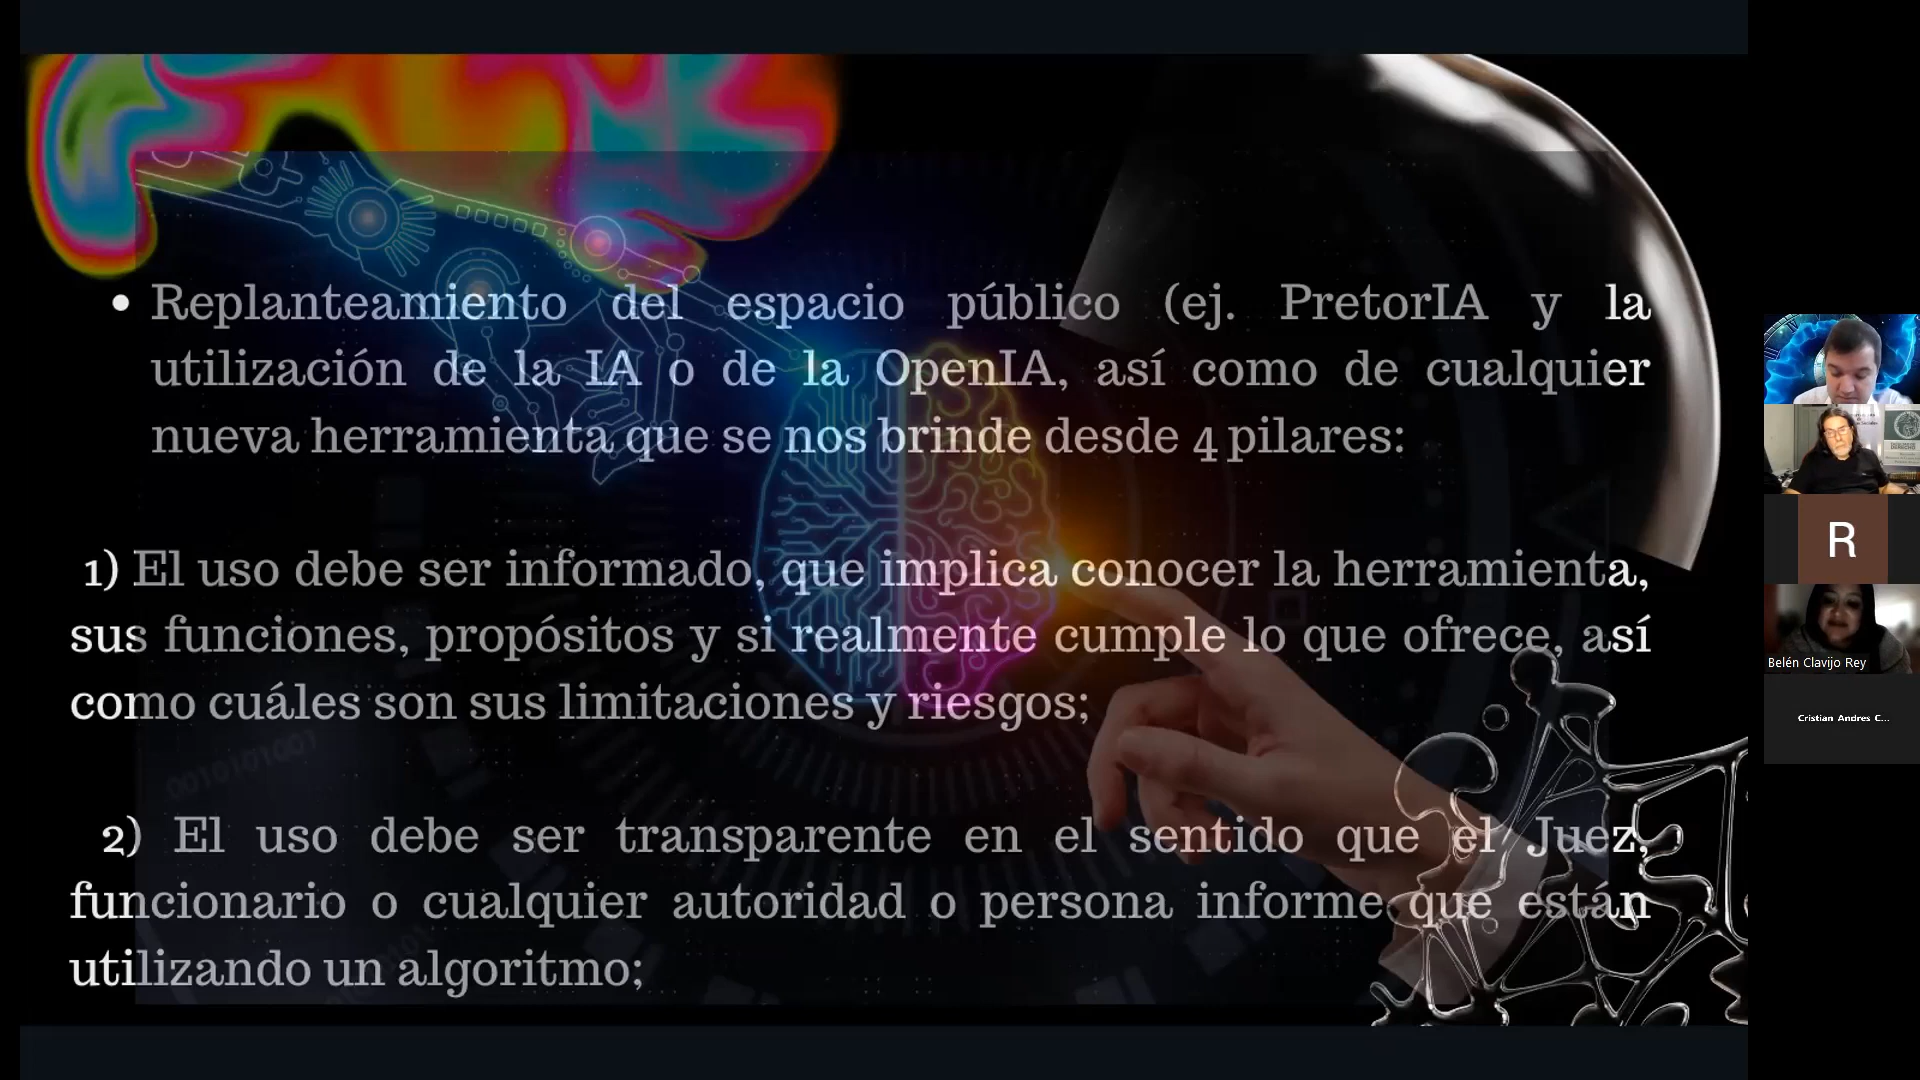 Replanteamiento del espacio público (ej. PretorIA y la
utilización de la IA o de la OpenIA, así como de cualquier
nueva herramienta que se nos brinde desde 4 pilares:
1) El uso debe ser informado, que implica conocer la herramienta,
sus funciones, propósitos y si realmente cumple lo que ofrece, así
como cuáles son sus limitaciones y riesgos;
2) El uso debe ser transparente en el sentido que el Juez,
funcionario o cualquier autoridad o persona informe que están
utilizando un algoritmo;
R
Belén Clavijo Rey
Cristian Andres C...